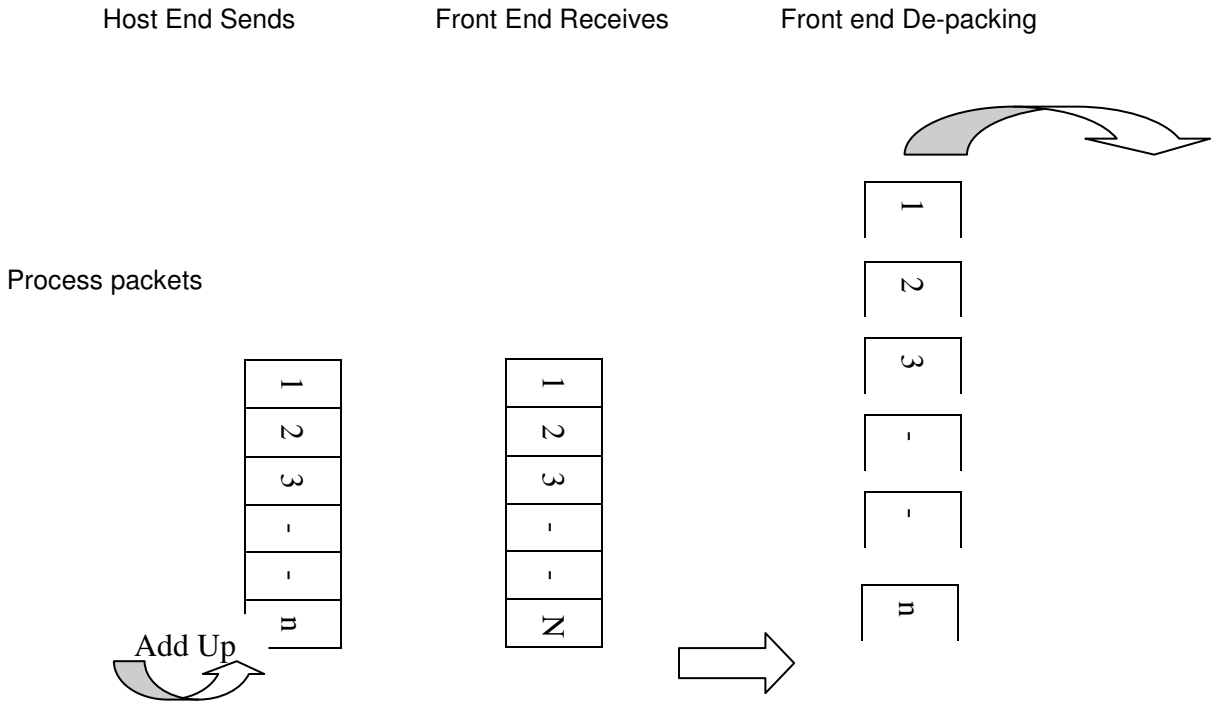 Host End Sends
Front End Receives
Front end De-packing
Process packets
1
2
3
-
-
n
Add Up
1
2
3
-
-
N
1
2
3
-
-
n